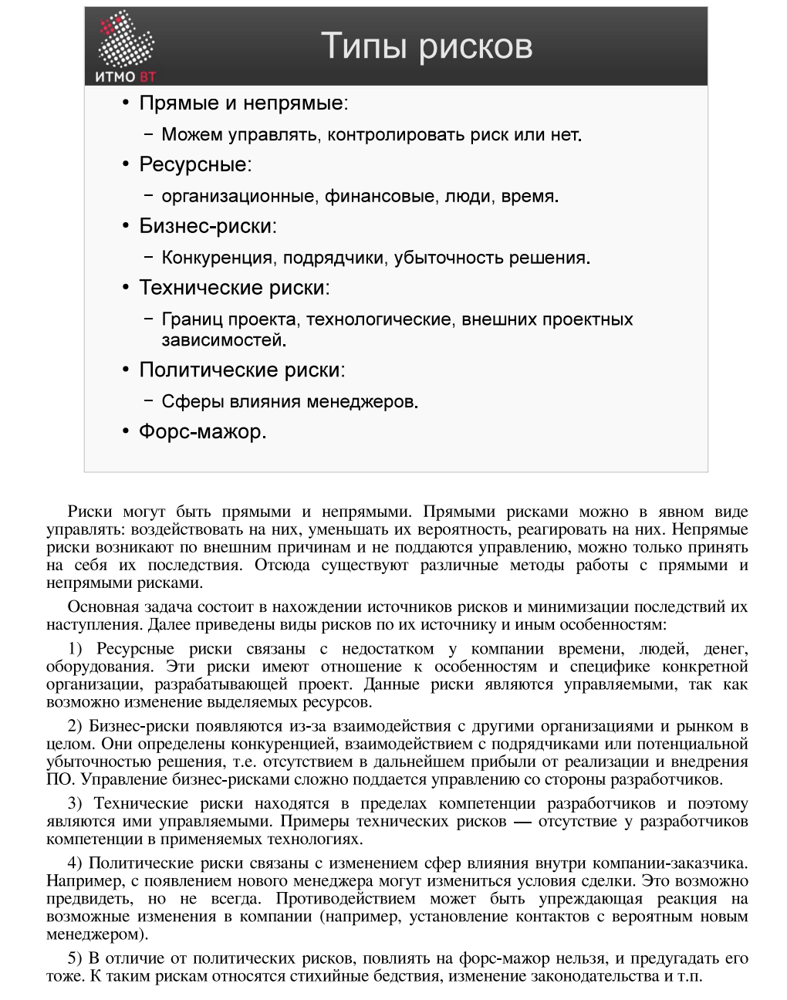 Типы рисков
ИТМО ВТ
• Прямые и непрямые:
– Можем управлять, контролировать риск или нет.
• Ресурсные:
– организационные, финансовые, люди, время.
• Бизнес-риски:
– Конкуренция, подрядчики, убыточность решения.
• Технические риски:
– Границ проекта, технологические, внешних проектных
зависимостей.
• Политические риски:
– Сферы влияния менеджеров.
• Форс-мажор.
Риски могут быть прямыми и непрямыми. Прямыми рисками можно в явном виде
управлять: воздействовать на них, уменьшать их вероятность, реагировать на них. Непрямые
риски возникают по внешним причинам и не поддаются управлению, можно только принять
на себя их последствия. Отсюда существуют различные методы работы с прямыми и
непрямыми рисками.
Основная задача состоит в нахождении источников рисков и минимизации последствий их
наступления. Далее приведены виды рисков по их источнику и иным особенностям:
1) Ресурсные риски связаны с недостатком у компании времени, людей, денег,
оборудования. Эти риски имеют отношение к особенностям и специфике конкретной
организации, разрабатывающей проект. Данные риски являются управляемыми, так как
возможно изменение выделяемых ресурсов.
2) Бизнес-риски появляются из-за взаимодействия с другими организациями и рынком в
целом. Они определены конкуренцией, взаимодействием с подрядчиками или потенциальной
убыточностью решения, т.е. отсутствием в дальнейшем прибыли от реализации и внедрения
ПО. Управление бизнес-рисками сложно поддается управлению со стороны разработчиков.
3) Технические риски находятся в пределах компетенции разработчиков и поэтому
являются ими управляемыми. Примеры технических рисков — отсутствие у разработчиков
компетенции в применяемых технологиях.
4) Политические риски связаны с изменением сфер влияния внутри компании-заказчика.
Например, с появлением нового менеджера могут измениться условия сделки. Это возможно
предвидеть, но не всегда. Противодействием может быть упреждающая реакция на
возможные изменения в компании (например, установление контактов с вероятным новым
менеджером).
5) В отличие от политических рисков, повлиять на форс-мажор нельзя, и предугадать его
тоже. К таким рискам относятся стихийные бедствия, изменение законодательства и т.п.